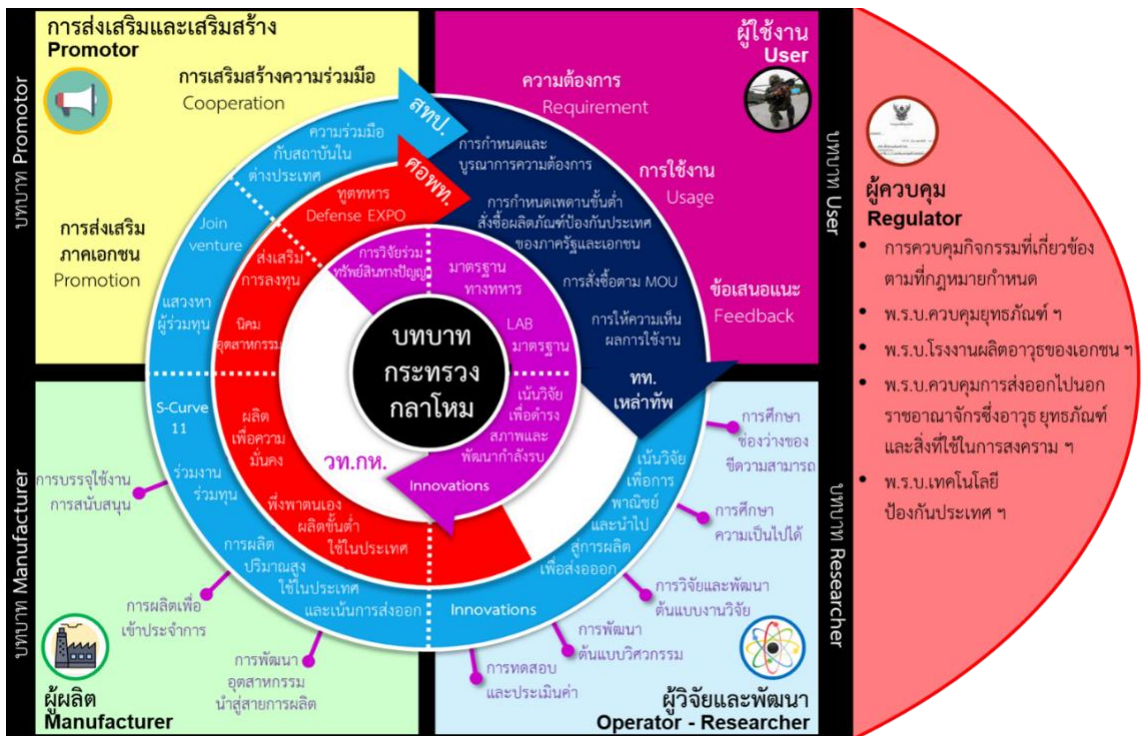 การส่งเสริมและเสริมสร้าง
Promotor
การเสริมสร้างความร่วมมือ
Cooperation
การส่งเสริม
ภาคเอกชน
Promotion
บทบาท Promotor
ผู้ใช้งาน
User
ความต้องการ
Requirement
การใช้งาน
Usage
ข้อเสนอแนะ
Feedback
บทบาท User
สทป.
ความร่วมมือ
กับสถาบันใน
ต่างประเทศ
Join
venture
แสวงหา
ผู้ร่วมทุน
S-Curve
11
ร่วมงาน
ร่วมทุน
การผลิต
ปริมาณสูง
ใช้ในประเทศ
และเน้นการส่งออก
Innovations
เน้นวิจัย
เพื่อการ
พาณิชย์
และนำไป
สู่การผลิต
เพื่อส่งอออก
ศอพท.
ทูตทหาร
Defense EXPO
ส่งเสริม
การลงทุน
นิคม
อุตสาหกรรม
ผลิต
เพื่อความ
มั่นคง
พึ่งพาตนเอง
ผลิตขั้นต่ำ
ใช้ในประเทศ
การกำหนดและ
บูรณาการความต้องการ
การกำหนดเพดานขั้นต่ำ
สั่งซื้อผลิตภัณฑ์ป้องกันประเทศ
ของภาครัฐและเอกชน
การสั่งซื้อตาม MOU
การให้ความเห็น
ผลการใช้งาน
ทท.
เหล่าทัพ
การวิจัยร่วม
ทรัพย์สินทางปัญญา
มาตรฐาน
ทางทหาร
LAB
มาตรฐาน
เน้นวิจัย
เพื่อดำรง
สภาพและ
พัฒนากำลังรบ
Innovations
วท.กห.
บทบาท
กระทรวง
กลาโหม
บทบาท Manufacturer
การบรรจุใช้งาน
การสนับสนุน
การผลิตเพื่อ
เข้าประจำการ
การพัฒนา
อุตสาหกรรม
นำสู่สายการผลิต
ผู้ผลิต
Manufacturer
บทบาท Researcher
การศึกษา
ช่องว่างของ
ขีดความสามารถ
การศึกษา
ความเป็นไปได้
การวิจัยและพัฒนา
ต้นแบบงานวิจัย
การพัฒนา
ต้นแบบวิศวกรรม
การทดสอบ
และประเมินค่า
ผู้วิจัยและพัฒนา
Operator - Researcher
ผู้ควบคุม
Regulator
• การควบคุมกิจกรรมที่เกี่ยวข้อง
ตามที่กฎหมายกำหนด
• พ.ร.บ.ควบคุมยุทธภัณฑ์ ฯ
• พ.ร.บ.โรงงานผลิตอาวุธของเอกชน ฯ
• พ.ร.บ.ควบคุมการส่งออกไปนอก
ราชอาณาจักรซึ่งอาวุธ ยุทธภัณฑ์
และสิ่งที่ใช้ในการสงคราม ฯ
• พ.ร.บ.เทคโนโลยี
ป้องกันประเทศ ฯ